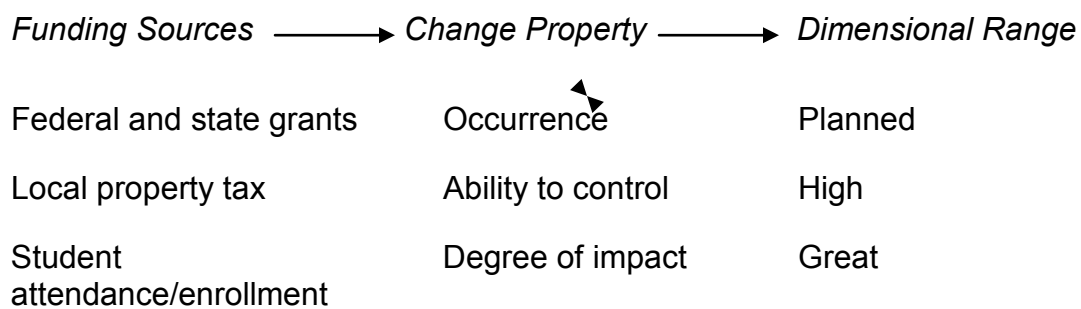 Funding Sources Change Property Dimensional Range
Federal and state grants Occurrence Planned
Local property tax Ability to control High
Student Degree of impact Great
attendance/enrollment